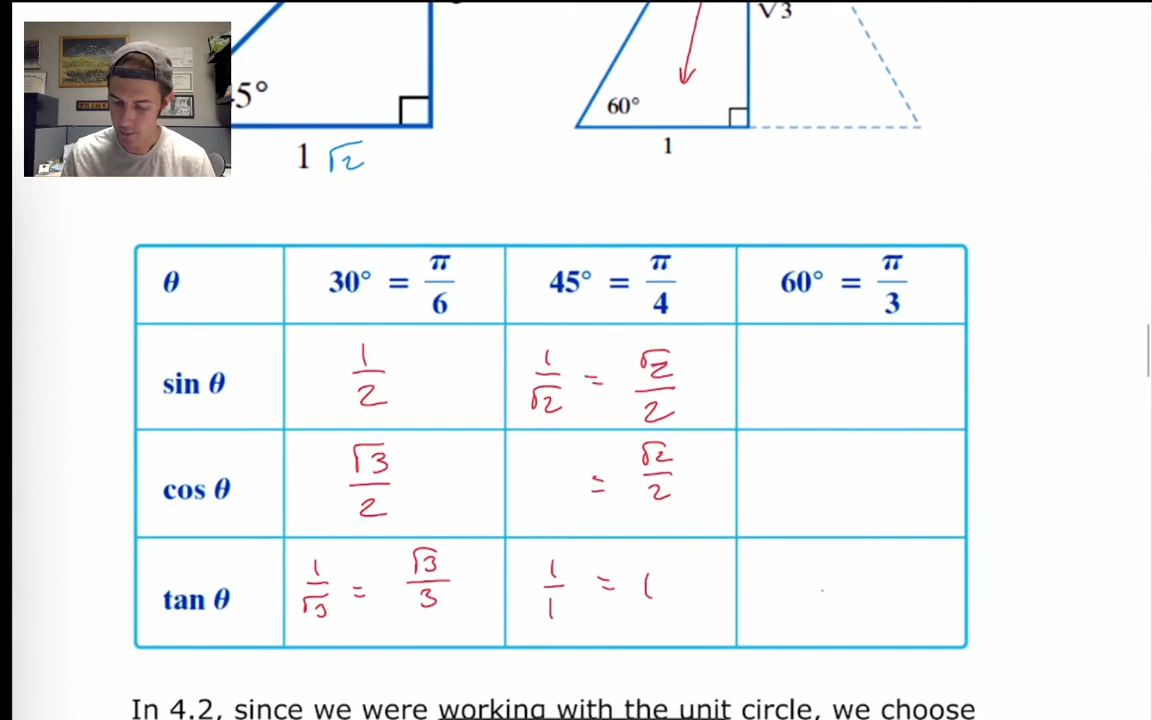 √3
5°
60°
1 √2
1
θ 30° = π/6 45° = π/4 60° = π/3
sin θ 1/2 1/√2 = √2/2
cos θ √3/2 = √2/2
tan θ 1/√3 = √3/3 1/1 = 1
In 4.2, since we were working with the unit circle, we choose